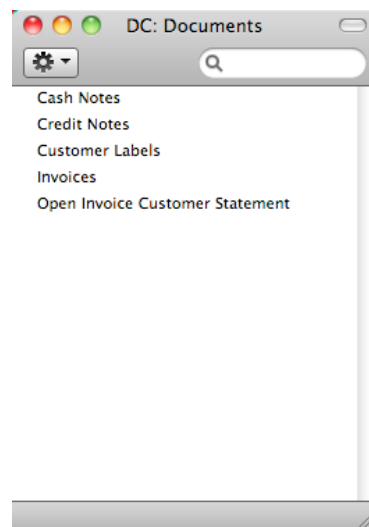 DC: Documents
Cash Notes
Credit Notes
Customer Labels
Invoices
Open Invoice Customer Statement